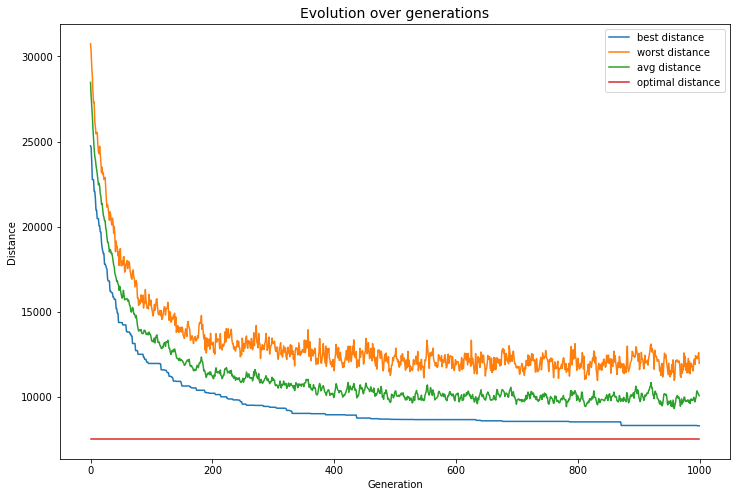 Evolution over generations
best distance
worst distance
avg distance
optimal distance
Distance
30000
25000
20000
15000
10000
0
200
400
600
800
1000
Generation